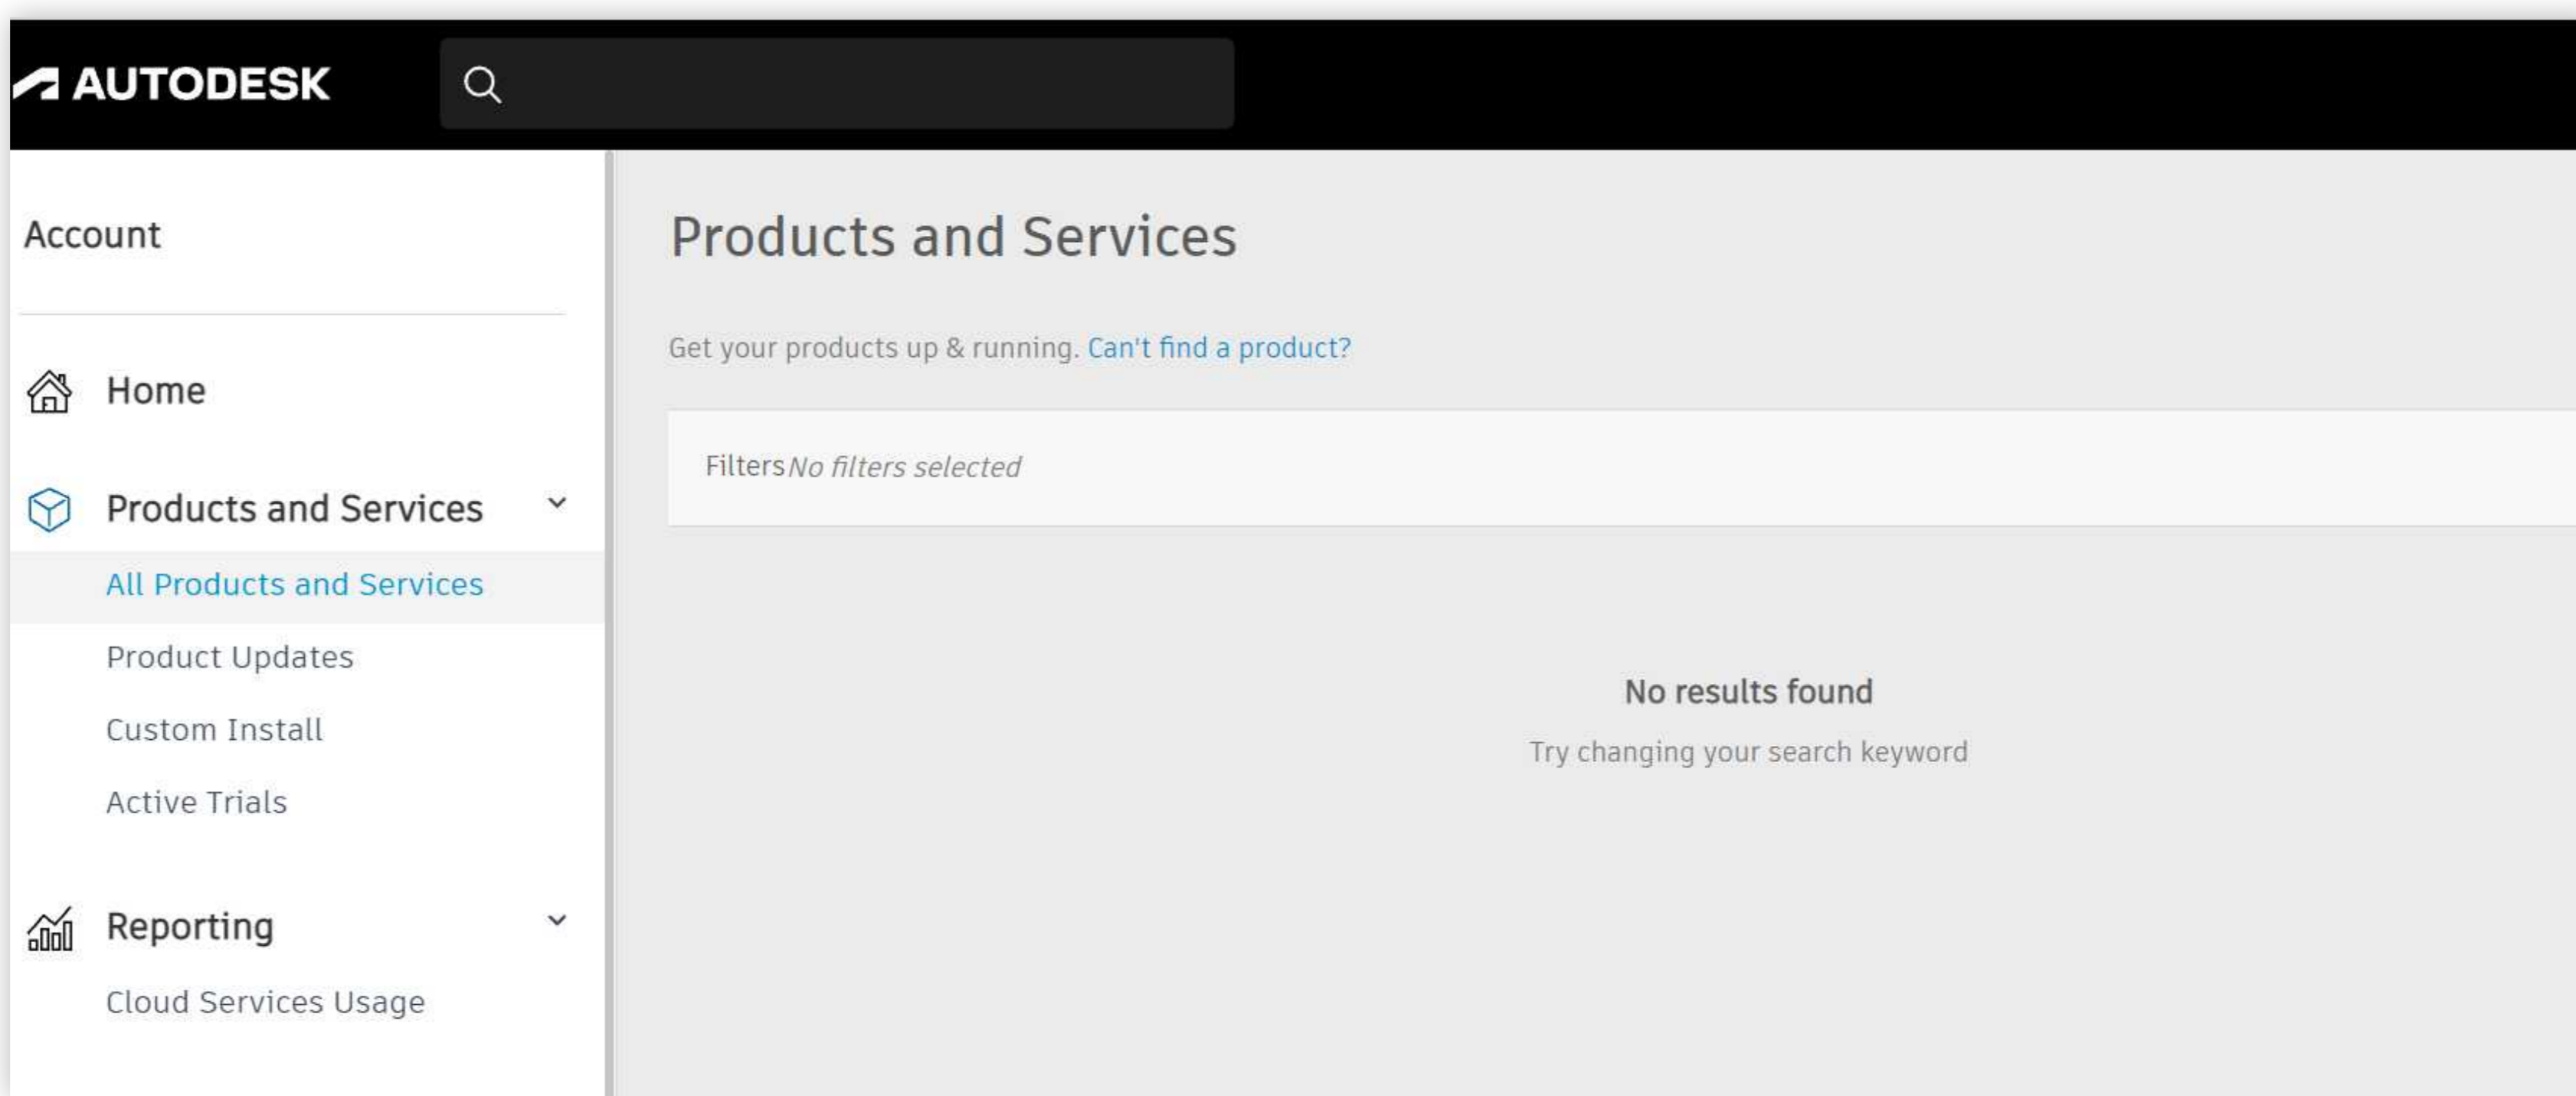 AUTODESK
Account
Home
Products and Services
All Products and Services
Product Updates
Custom Install
Active Trials
Reporting
Cloud Services Usage
Products and Services
Get your products up & running. Can't find a product?
Filters No filters selected
No results found
Try changing your search keyword